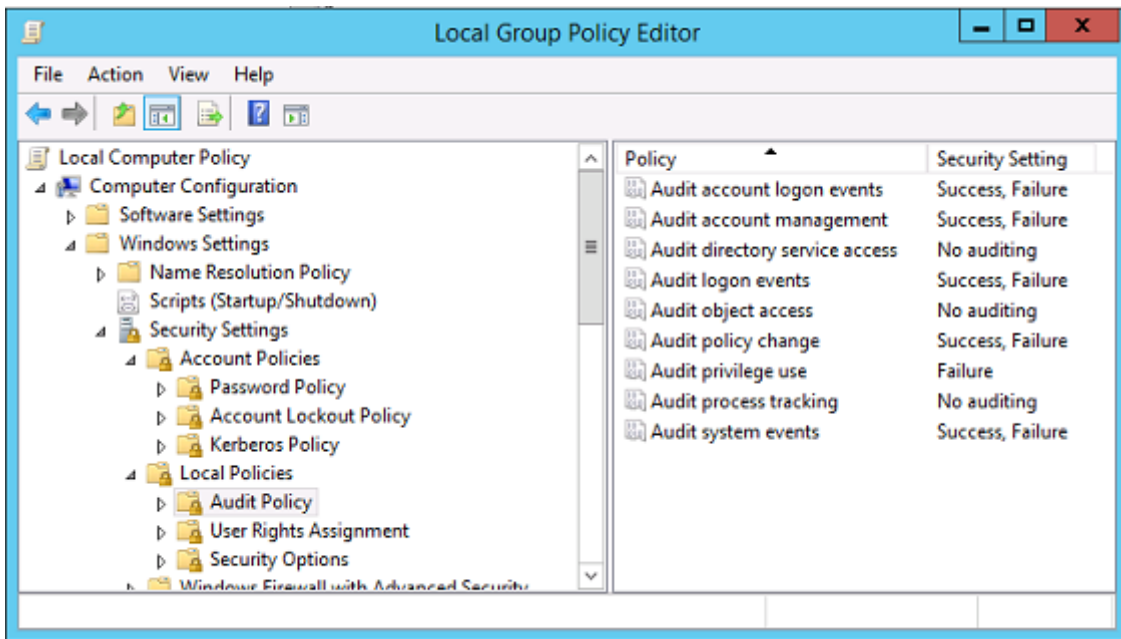 Local Group Policy Editor
File Action View Help
Local Computer Policy
Computer Configuration
Software Settings
Windows Settings
Name Resolution Policy
Scripts (Startup/Shutdown)
Security Settings
Account Policies
Password Policy
Account Lockout Policy
Kerberos Policy
Local Policies
Audit Policy
User Rights Assignment
Security Options
Windows Firewall with Advanced Security
Policy Security Setting
Audit account logon events Success, Failure
Audit account management Success, Failure
Audit directory service access No auditing
Audit logon events Success, Failure
Audit object access No auditing
Audit policy change Success, Failure
Audit privilege use Failure
Audit process tracking No auditing
Audit system events Success, Failure